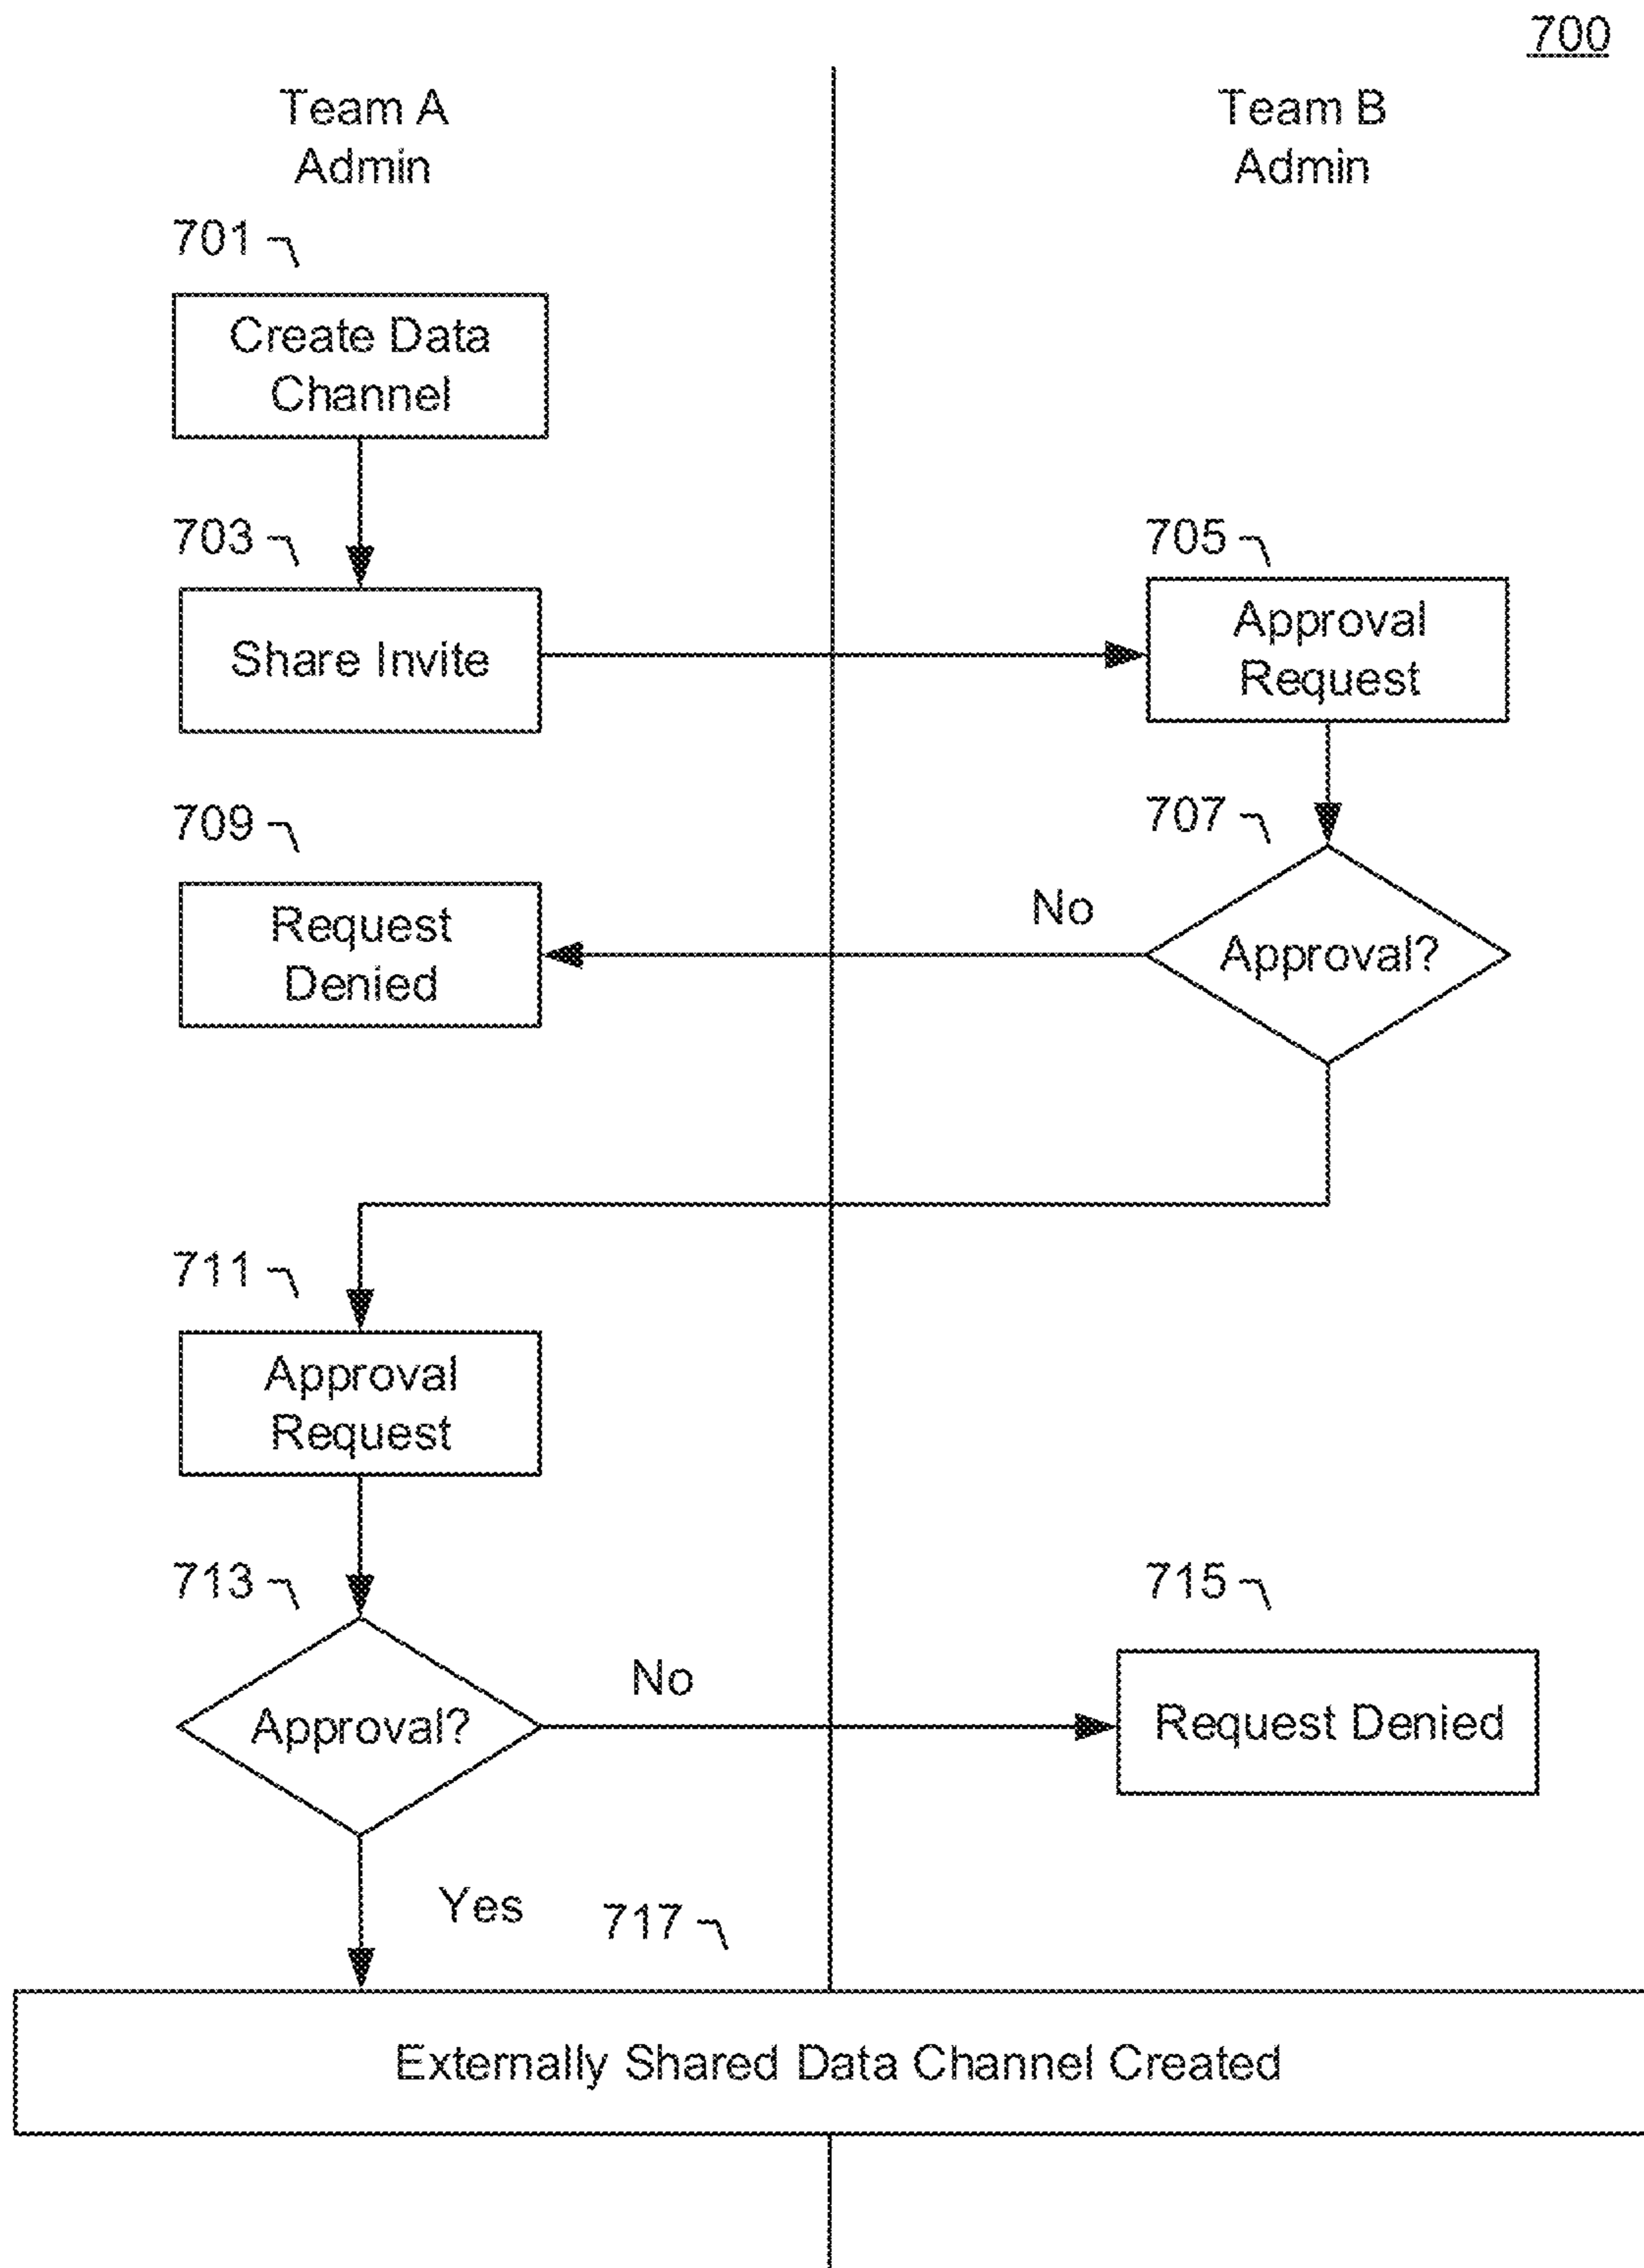 700
Team A
Admin
Team B
Admin
701
Create Data
Channel
703
Share Invite
705
Approval
Request
707
Approval?
No
709
Request
Denied
711
Approval
Request
713
Approval?
No
715
Request Denied
Yes
717
Externally Shared Data Channel Created